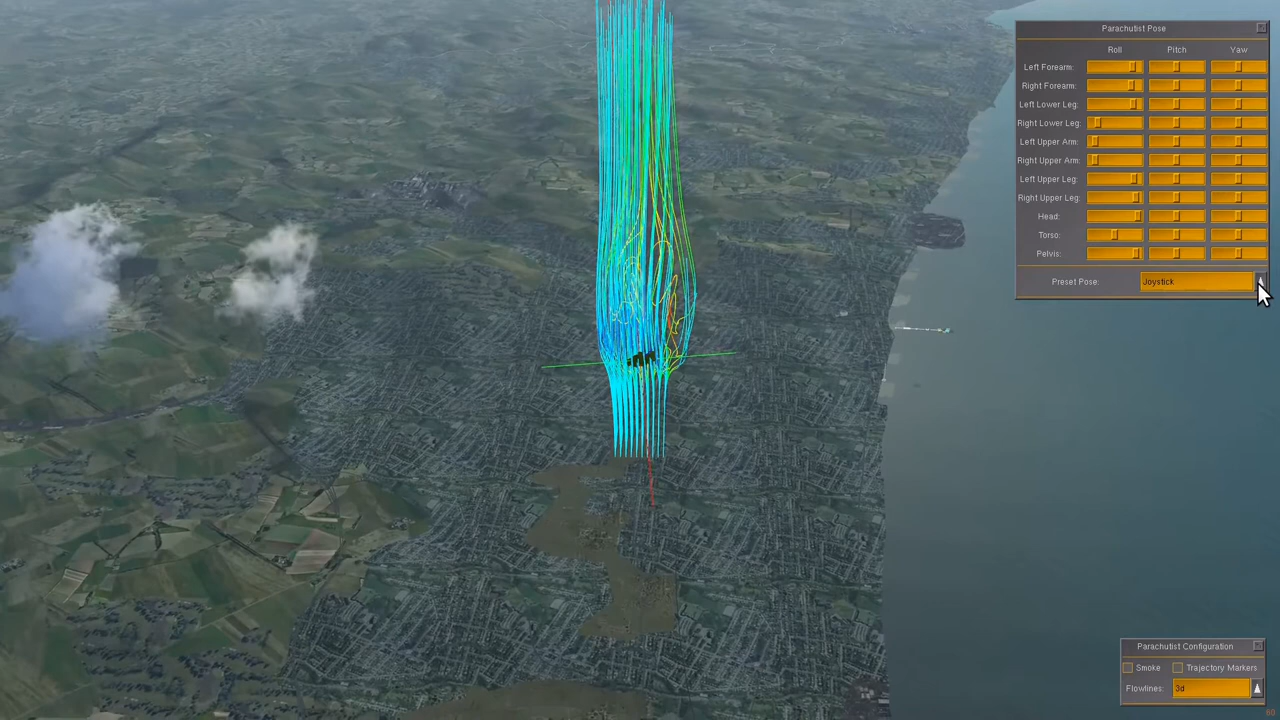 Parachutist Pose
Roll Pitch Yaw
Left Forearm:
Right Forearm:
Left Lower Leg:
Right Lower Leg:
Left Upper Arm:
Right Upper Arm:
Left Upper Leg:
Right Upper Leg:
Head:
Torso:
Pelvis:
Preset Pose: Joystick
Parachutist Configuration
Smoke Trajectory Markers
Flowlines: 3d
60